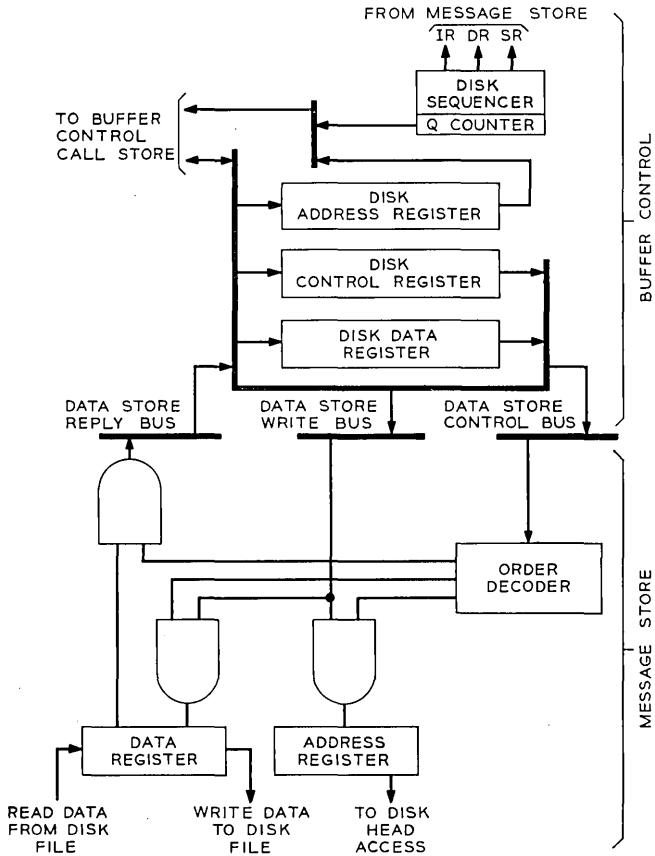 FROM MESSAGE STORE
IR DR SR
DISK
SEQUENCER
Q COUNTER
TO BUFFER
CONTROL
CALL STORE
DISK
ADDRESS REGISTER
DISK
CONTROL REGISTER
DISK DATA
REGISTER
BUFFER CONTROL
DATA STORE
REPLY BUS
DATA STORE
WRITE BUS
DATA STORE
CONTROL BUS
ORDER
DECODER
MESSAGE STORE
DATA
REGISTER
ADDRESS
REGISTER
READ DATA
FROM DISK
FILE
WRITE DATA
TO DISK
FILE
TO DISK
HEAD
ACCESS